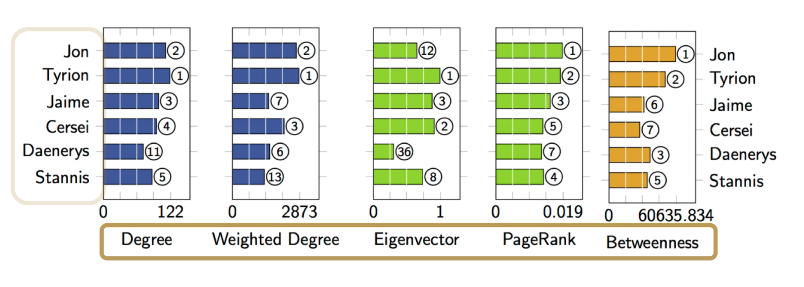 Jon 2 2 12 1 1 Jon
Tyrion 1 1 1 2 2 Tyrion
Jaime 3 7 3 3 6 Jaime
Cersei 4 3 2 5 7 Cersei
Daenerys 11 6 36 7 3 Daenerys
Stannis 5 13 8 4 5 Stannis
0 122 0 2873 0 1 0 0.019 0 60635.834
Degree Weighted Degree Eigenvector PageRank Betweenness